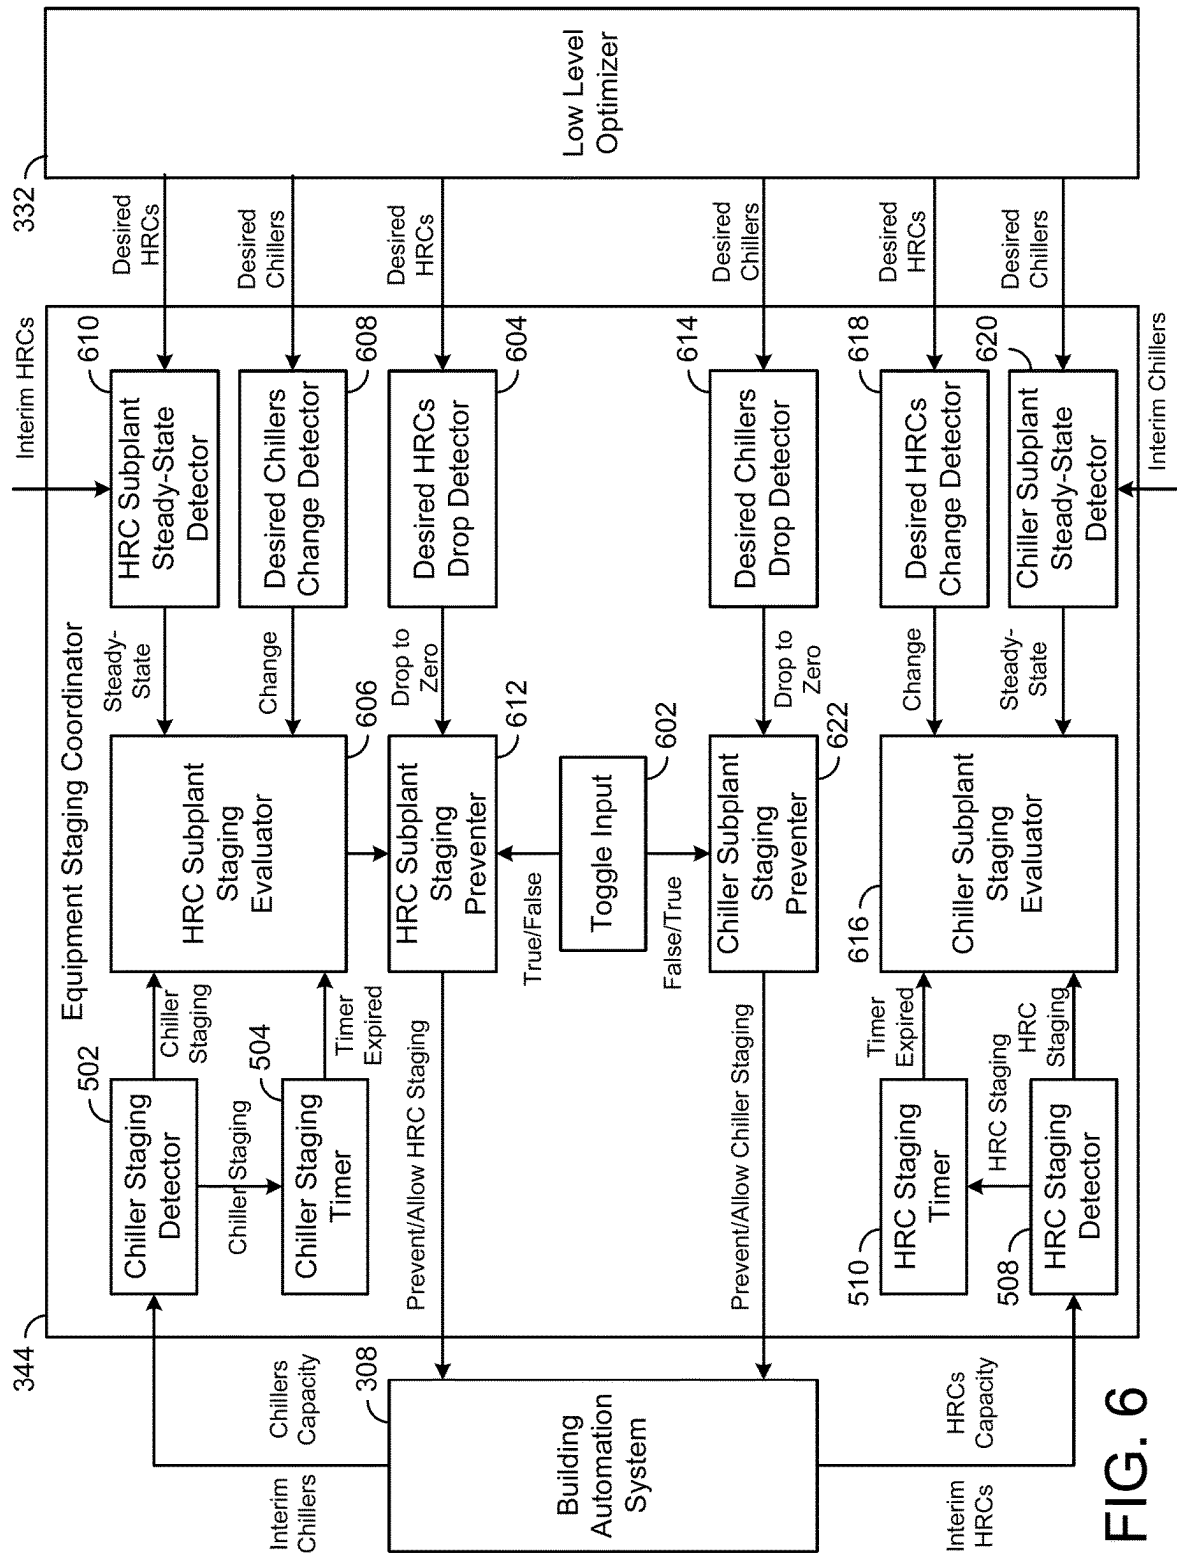 332
Low Level
Optimizer
Desired
HRCs
Desired
Chillers
Desired
HRCs
Desired
Chillers
Desired
HRCs
Desired
Chillers
Interim HRCs
610
608
604
614
618
620
HRC Subplant
Steady-State
Detector
Desired Chillers
Change Detector
Desired HRCs
Drop Detector
Desired Chillers
Drop Detector
Desired HRCs
Change Detector
Chiller Subplant
Steady-State
Detector
Interim Chillers
Equipment Staging Coordinator
Steady-
State
Change
Drop to
Zero
Drop to
Zero
Change
Steady-
State
606
612
602
622
616
HRC Subplant
Staging
Evaluator
HRC Subplant
Staging
Preventer
Toggle Input
Chiller Subplant
Staging
Preventer
Chiller Subplant
Staging
Evaluator
True/False
False/True
Chiller
Staging
Timer
Expired
Timer
Expired
HRC
Staging
502
504
Chiller Staging
Detector
Chiller Staging
Chiller Staging
Timer
Prevent/Allow HRC Staging
Prevent/Allow Chiller Staging
510
HRC Staging
Timer
HRC Staging
508
HRC Staging
Detector
344
Chillers
Capacity
308
HRCs
Capacity
Interim
Chillers
Building
Automation
System
Interim
HRCs
FIG. 6